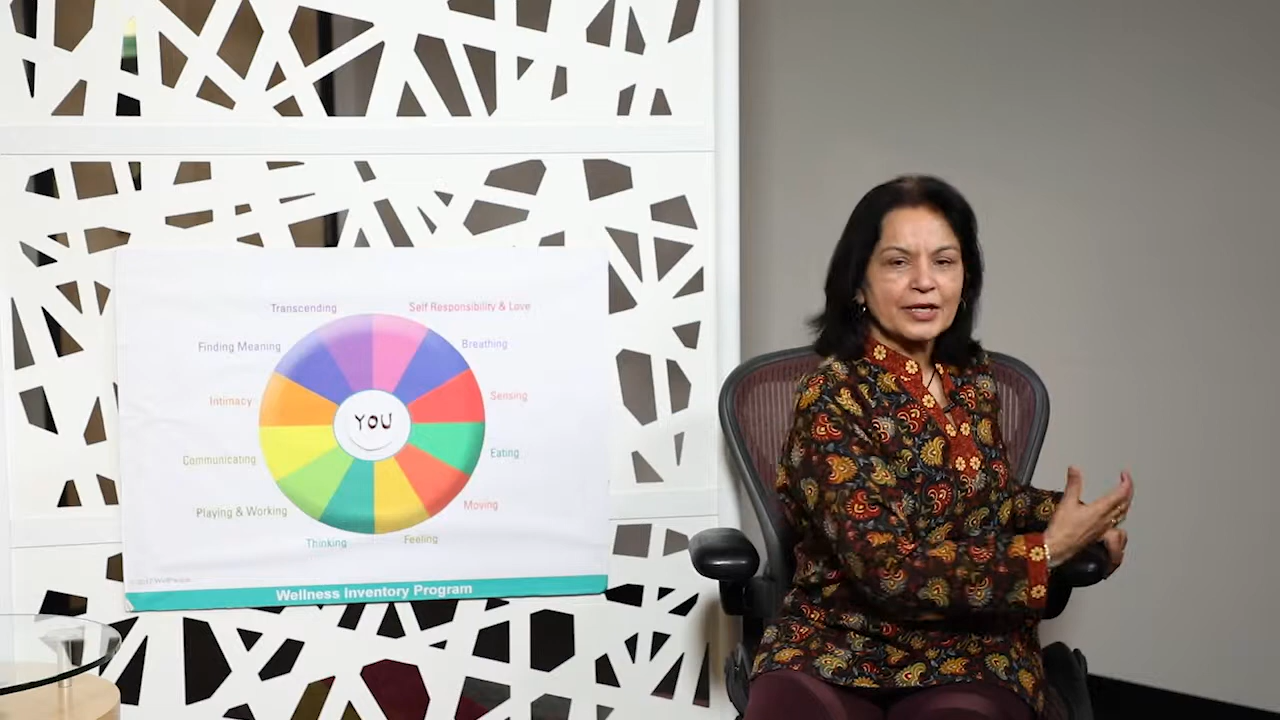 Transcending
Self Responsibility & Love
Finding Meaning
Breathing
Intimacy
Sensing
YOU
Communicating
Eating
Playing & Working
Moving
Thinking
Feeling
Wellness Inventory Program